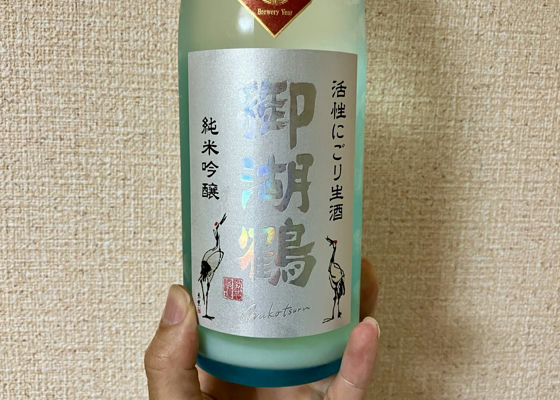 Brewery Year
活性にごり生酒
御湖鶴
純米吟醸
Mikotsuru